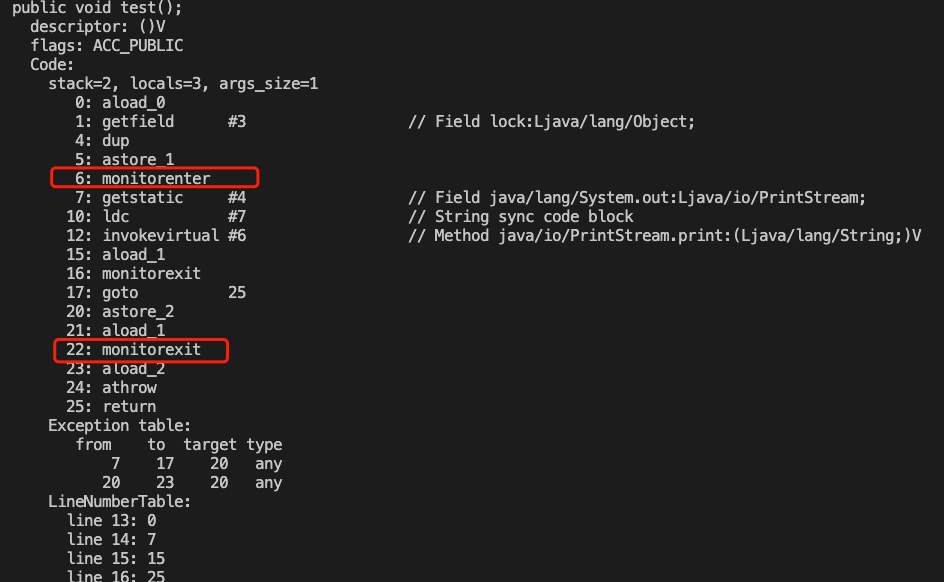 public void test();
descriptor: ()V
flags: ACC_PUBLIC
Code:
stack=2, locals=3, args_size=1
0: aload_0
1: getfield #3 // Field lock:Ljava/lang/Object;
4: dup
5: astore_1
6: monitorenter
7: getstatic #4 // Field java/lang/System.out:Ljava/io/PrintStream;
10: ldc #7 // String sync code block
12: invokevirtual #6 // Method java/io/PrintStream.print:(Ljava/lang/String;)V
15: aload_1
16: monitorexit
17: goto 25
20: astore_2
21: aload_1
22: monitorexit
23: aload_2
24: athrow
25: return
Exception table:
from to target type
7 17 20 any
20 23 20 any
LineNumberTable:
line 13: 0
line 14: 7
line 15: 15
line 16: 25